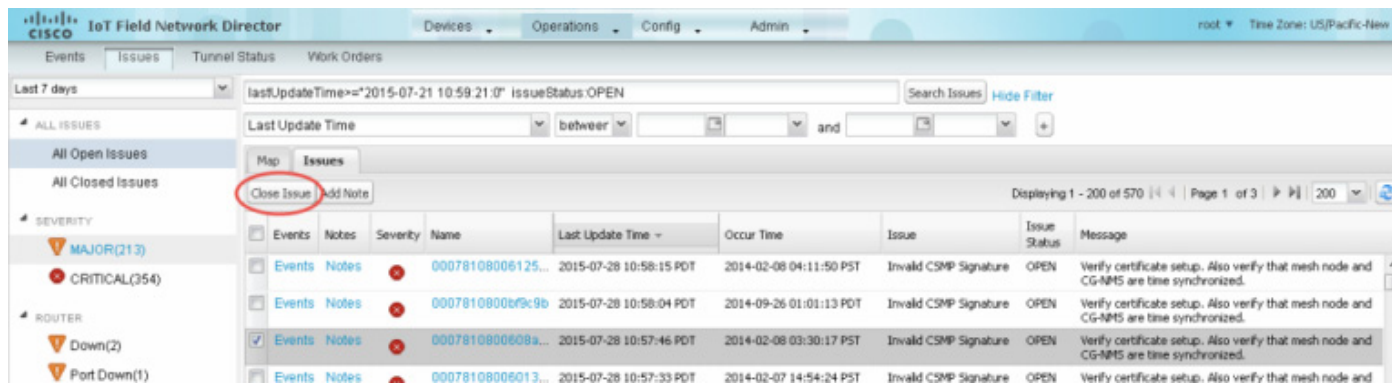 CISCO IoT Field Network Director
Devices Operations Config Admin
root Time Zone: US/Pacific-New
Events Issues Tunnel Status Work Orders
Last 7 days
lastUpdateTime>="2015-07-21 10:59:21:0" issueStatus:OPEN
Search Issues Hide Filter
Last Update Time between and +
ALL ISSUES
All Open Issues
All Closed Issues
SEVERITY
MAJOR(213)
CRITICAL(354)
ROUTER
Down(2)
Port Down(1)
Map Issues
Close Issue Add Note
Displaying 1 - 200 of 570 Page 1 of 3 200
Events Notes Severity Name Last Update Time Occur Time Issue Issue Status Message
Events Notes 00078108006125... 2015-07-28 10:58:15 PDT 2014-02-08 04:11:50 PST Invalid CSMP Signature OPEN Verify certificate setup. Also verify that mesh node and
CG-NMS are time synchronized.
Events Notes 0007810800bf9c9b 2015-07-28 10:58:04 PDT 2014-09-26 01:01:13 PDT Invalid CSMP Signature OPEN Verify certificate setup. Also verify that mesh node and
CG-NMS are time synchronized.
Events Notes 0007810800608a... 2015-07-28 10:57:46 PDT 2014-02-08 03:30:17 PST Invalid CSMP Signature OPEN Verify certificate setup. Also verify that mesh node and
CG-NMS are time synchronized.
Events Notes 00078108006013... 2015-07-28 10:57:33 PDT 2014-02-07 14:54:24 PST Invalid CSMP Signature OPEN Verify certificate setup. Also verify that mesh node and